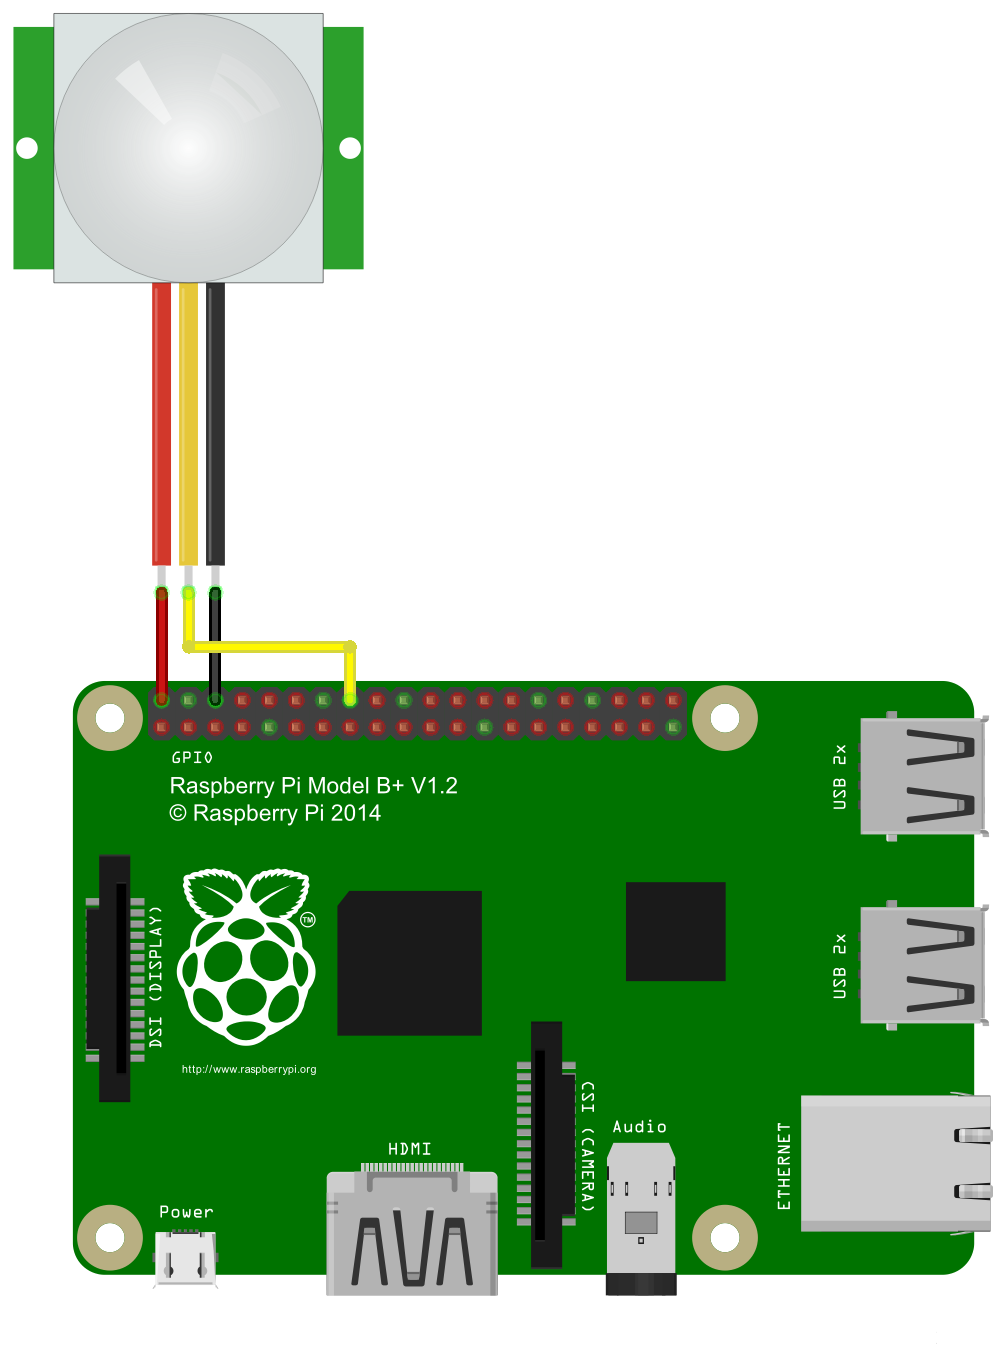 GPIO
Raspberry Pi Model B+ V1.2
© Raspberry Pi 2014
USB 2x
DSI (DISPLAY)
TM
USB 2x
http://www.raspberrypi.org
CSI (CAMERA)
Audio
ETHERNET
HDMI
Power